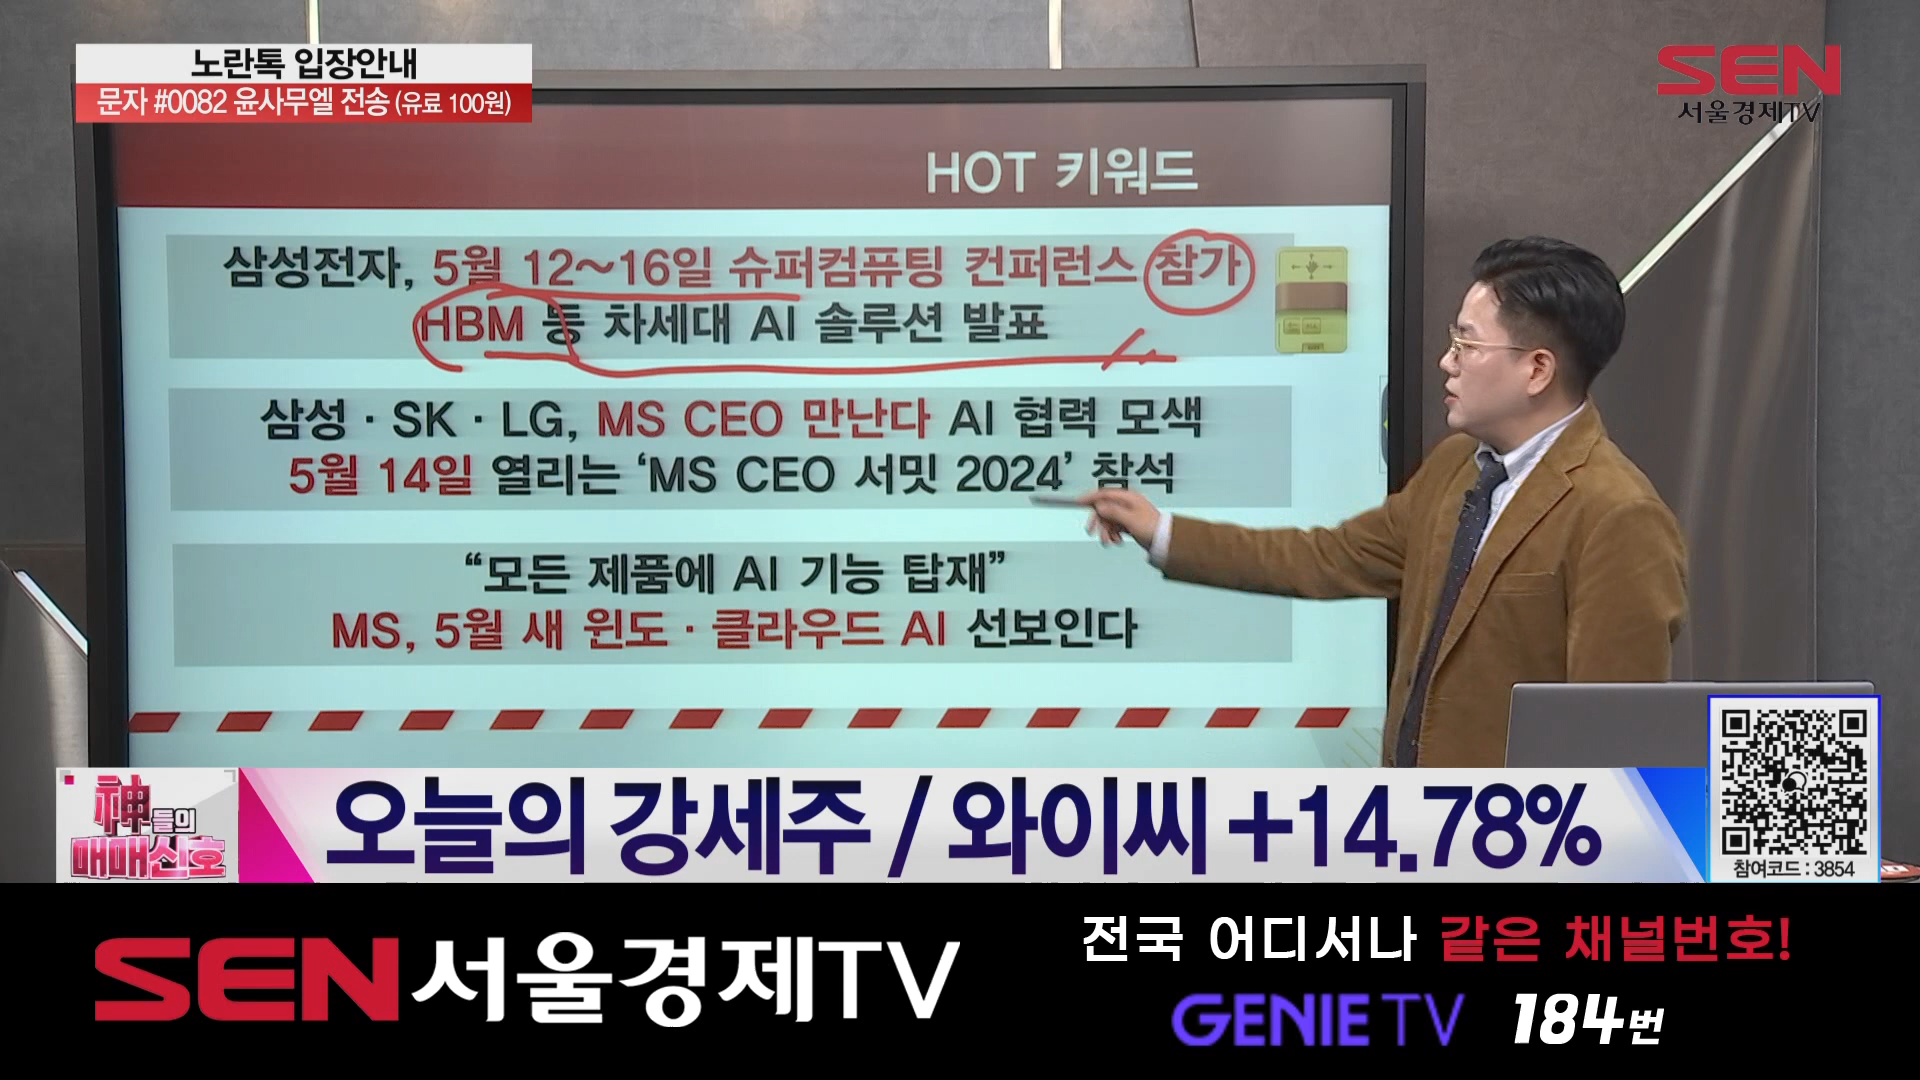 노란톡 입장안내
문자 #0082 윤사무엘 전송 (유료 100원)
SEN
서울경제TV
HOT 키워드
삼성전자, 5월 12~16일 슈퍼컴퓨팅 컨퍼런스 참가
HBM 등 차세대 AI 솔루션 발표
삼성·SK·LG, MS CEO 만난다 AI 협력 모색
5월 14일 열리는 ‘MS CEO 서밋 2024’ 참석
“모든 제품에 AI 기능 탑재”
MS, 5월 새 윈도·클라우드 AI 선보인다
神들의
매매신호
오늘의 강세주 / 와이씨 +14.78%
참여코드 : 3854
SEN서울경제TV
전국 어디서나 같은 채널번호!
GENIE TV 184번